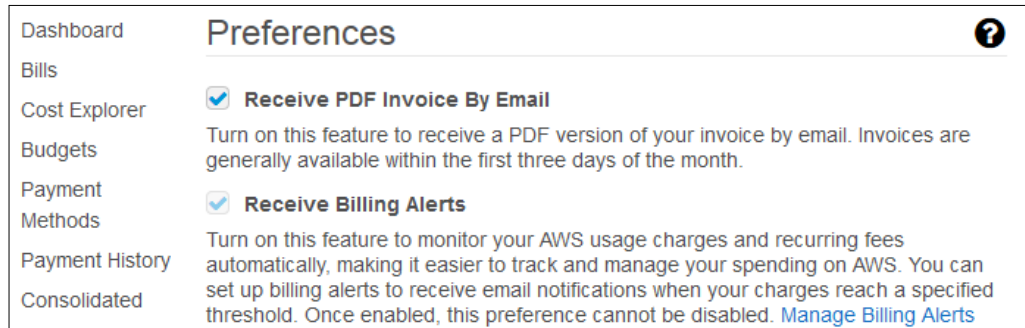 Dashboard
Bills
Cost Explorer
Budgets
Payment
Methods
Payment History
Consolidated
Preferences
?
Receive PDF Invoice By Email
Turn on this feature to receive a PDF version of your invoice by email. Invoices are
generally available within the first three days of the month.
Receive Billing Alerts
Turn on this feature to monitor your AWS usage charges and recurring fees
automatically, making it easier to track and manage your spending on AWS. You can
set up billing alerts to receive email notifications when your charges reach a specified
threshold. Once enabled, this preference cannot be disabled. Manage Billing Alerts